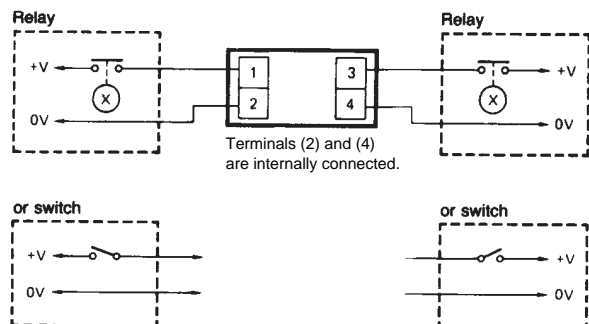 Relay
Relay
+V
X
0V
1
2
3
4
+V
X
0V
Terminals (2) and (4)
are internally connected.
or switch
or switch
+V
0V
+V
0V